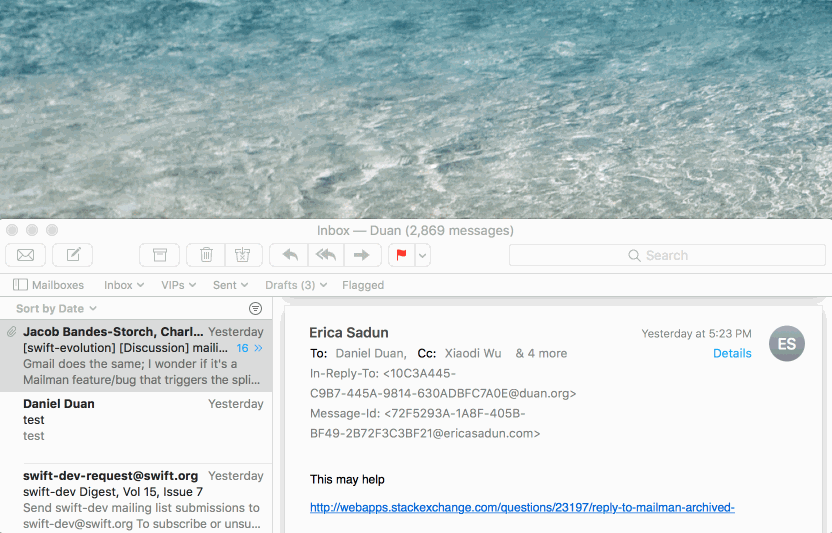 Inbox — Duan (2,869 messages)
Search
Mailboxes Inbox VIPs Sent Drafts (3) Flagged
Sort by Date
Jacob Bandes-Storch, Charl... Yesterday
[swift-evolution] [Discussion] maili... 16 »
Gmail does the same; I wonder if it's a
Mailman feature/bug that triggers the spli...
Daniel Duan Yesterday
test
test
swift-dev-request@swift.org Yesterday
swift-dev Digest, Vol 15, Issue 7
Send swift-dev mailing list submissions to
swift-dev@swift.org To subscribe or unsu...
Erica Sadun Yesterday at 5:23 PM
ES
To: Daniel Duan, Cc: Xiaodi Wu & 4 more Details
In-Reply-To: <10C3A445-
C9B7-445A-9814-630ADBFC7A0E@duan.org>
Message-Id: <72F5293A-1A8F-405B-
BF49-2B72F3C3BF21@ericasadun.com>
This may help
http://webapps.stackexchange.com/questions/23197/reply-to-mailman-archived-